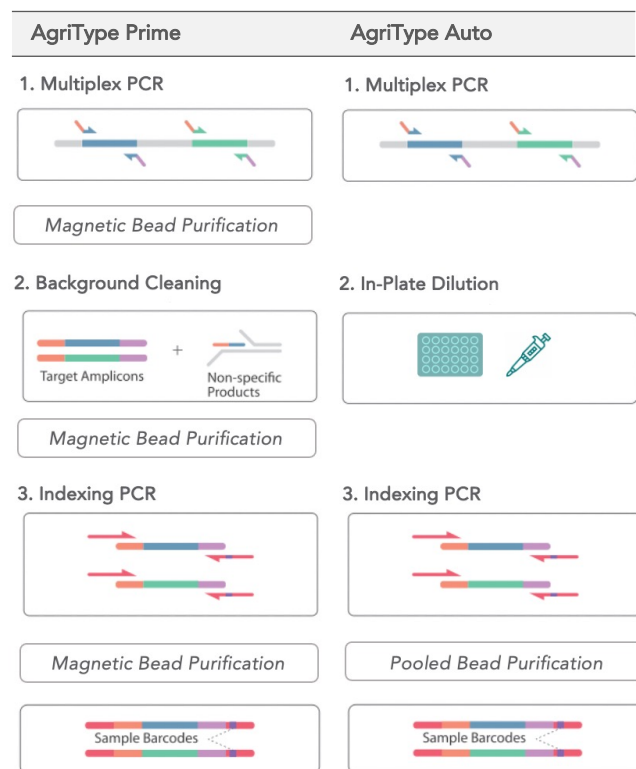 AgriType Prime
AgriType Auto
1. Multiplex PCR
1. Multiplex PCR
Magnetic Bead Purification
2. Background Cleaning
2. In-Plate Dilution
Target Amplicons
+
Non-specific
Products
Magnetic Bead Purification
3. Indexing PCR
3. Indexing PCR
Magnetic Bead Purification
Pooled Bead Purification
Sample Barcodes
Sample Barcodes